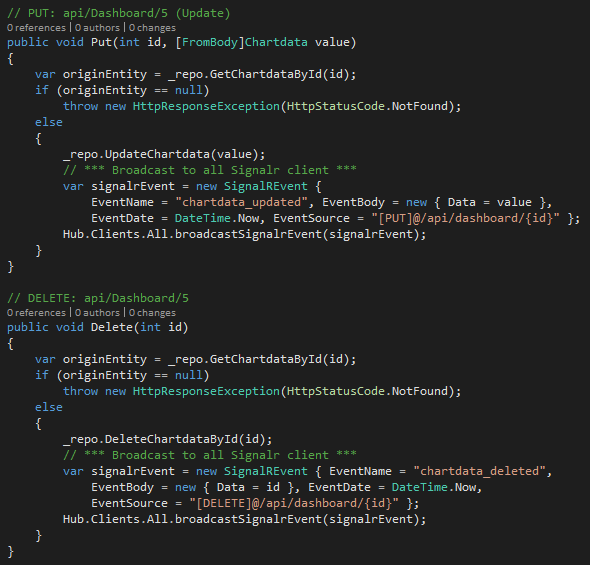 // PUT: api/Dashboard/5 (Update)
0 references | 0 authors | 0 changes
public void Put(int id, [FromBody]Chartdata value)
{
    var originEntity = _repo.GetChartdataById(id);
    if (originEntity == null)
        throw new HttpResponseException(HttpStatusCode.NotFound);
    else
    {
        _repo.UpdateChartdata(value);
        // *** Broadcast to all Signalr client ***
        var signalrEvent = new SignalREvent {
            EventName = "chartdata_updated", EventBody = new { Data = value },
            EventDate = DateTime.Now, EventSource = "[PUT]@/api/dashboard/{id}" };
        Hub.Clients.All.broadcastSignalrEvent(signalrEvent);
    }
}
// DELETE: api/Dashboard/5
0 references | 0 authors | 0 changes
public void Delete(int id)
{
    var originEntity = _repo.GetChartdataById(id);
    if (originEntity == null)
        throw new HttpResponseException(HttpStatusCode.NotFound);
    else
    {
        _repo.DeleteChartdataById(id);
        // *** Broadcast to all Signalr client ***
        var signalrEvent = new SignalREvent { EventName = "chartdata_deleted",
            EventBody = new { Data = id }, EventDate = DateTime.Now,
            EventSource = "[DELETE]@/api/dashboard/{id}" };
        Hub.Clients.All.broadcastSignalrEvent(signalrEvent);
    }
}